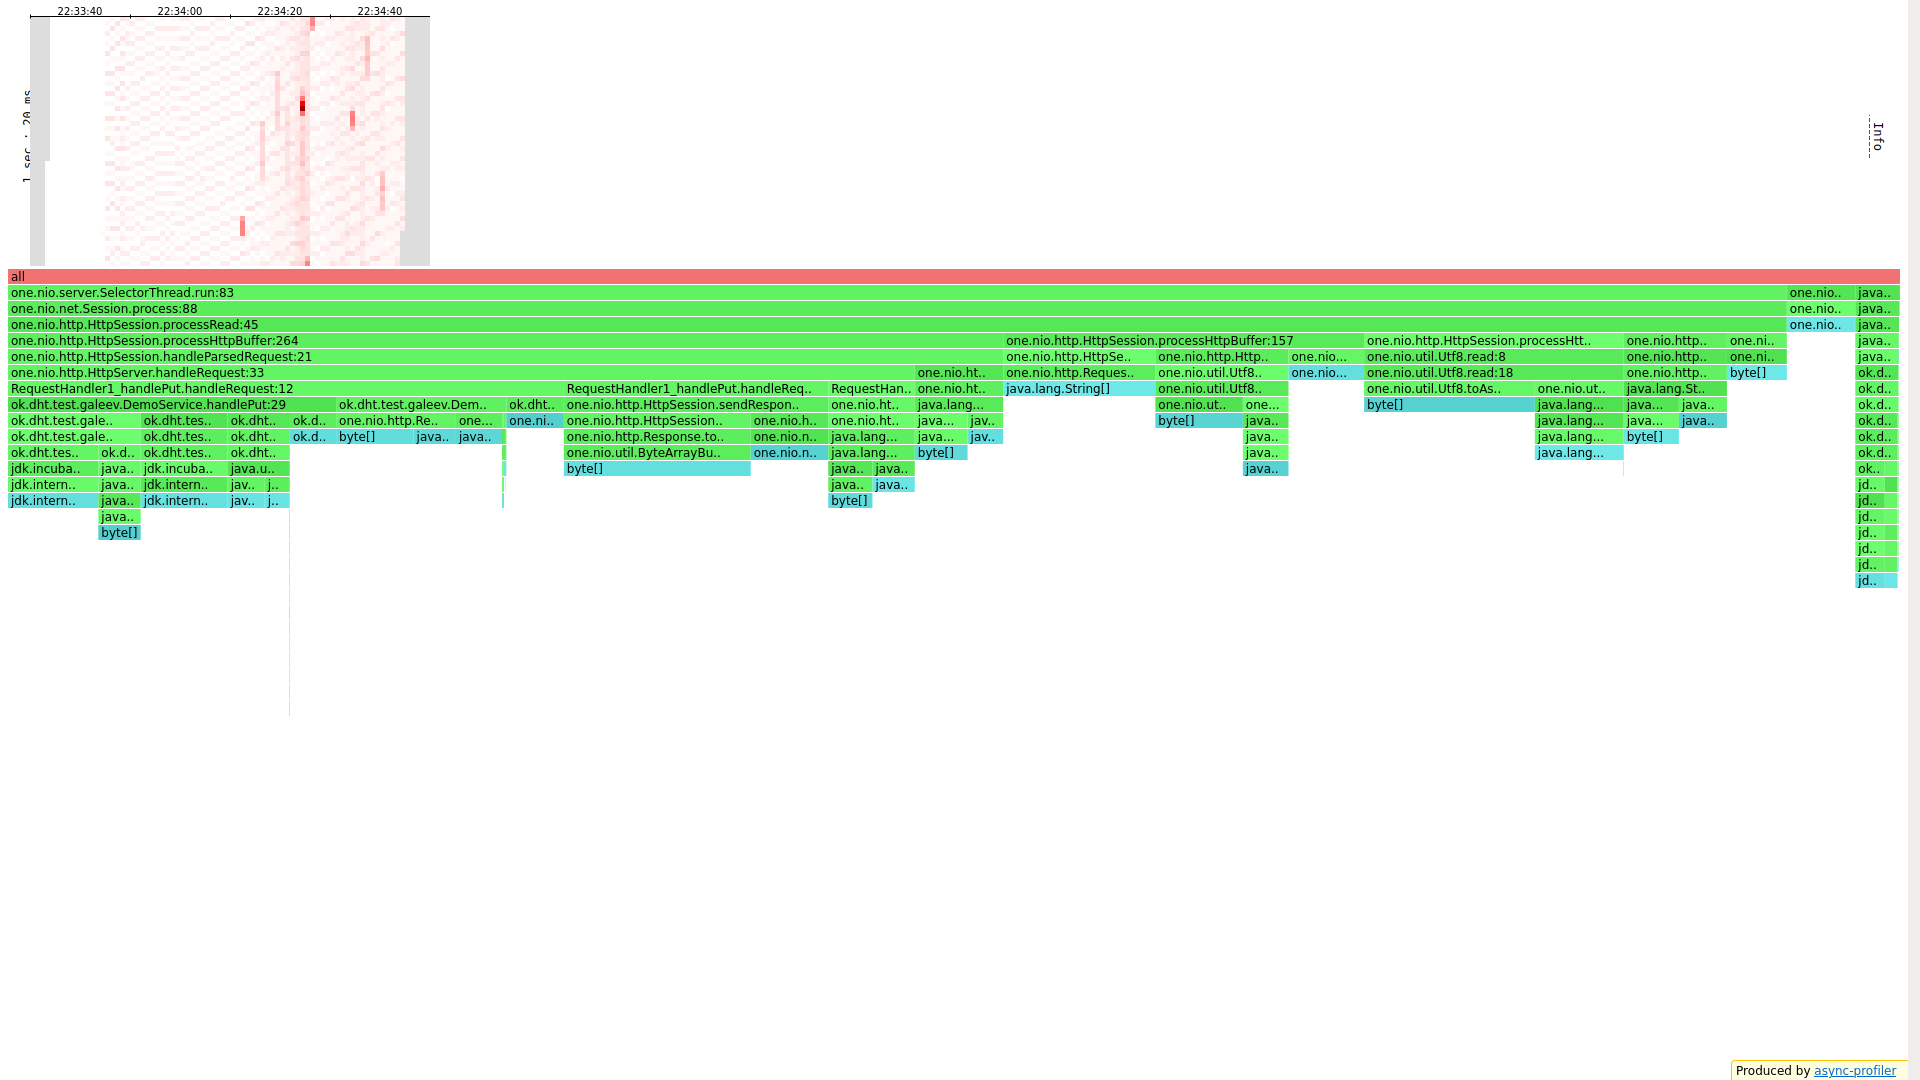 22:33:40 22:34:00 22:34:20 22:34:40
1 sec · 20 ms
Info
all
one.nio.server.SelectorThread.run:83 one.nio.. java..
one.nio.net.Session.process:88 one.nio.. java..
one.nio.http.HttpSession.processRead:45 one.nio.. java..
one.nio.http.HttpSession.processHttpBuffer:264 one.nio.http.HttpSession.processHttpBuffer:157 one.nio.http.HttpSession.processHtt.. one.nio.http.. one.ni.. java..
one.nio.http.HttpSession.handleParsedRequest:21 one.nio.http.HttpSe.. one.nio.http.Http.. one.nio... one.nio.util.Utf8.read:8 one.nio.http.. one.ni.. java..
one.nio.http.HttpServer.handleRequest:33 one.nio.ht.. one.nio.http.Reques.. one.nio.util.Utf8.. one.nio... one.nio.util.Utf8.read:18 one.nio.http.. byte[] ok.d..
RequestHandler1_handlePut.handleRequest:12 RequestHandler1_handlePut.handleReq.. RequestHan.. one.nio.ht.. java.lang.String[] one.nio.util.Utf8.. one.nio.util.Utf8.toAs.. one.nio.ut.. java.lang.St.. ok.d..
ok.dht.test.galeev.DemoService.handlePut:29 ok.dht.test.galeev.Dem.. ok.dht.. one.nio.http.HttpSession.sendRespon.. one.nio.ht.. java.lang... one.nio.ut.. one... byte[] java.lang... java... java.. ok.d..
ok.dht.test.gale.. ok.dht.tes.. ok.dht.. ok.d.. one.nio.http.Re.. one... one.ni.. one.nio.http.HttpSession.. one.nio.h.. one.nio.ht.. java... jav.. byte[] java.. java.lang... java... java.. ok.d..
ok.dht.test.gale.. ok.dht.tes.. ok.dht.. ok.d.. byte[] java.. java.. one.nio.http.Response.to.. one.nio.n.. java.lang... java... jav.. java.. java.lang... byte[] ok.d..
ok.dht.tes.. ok.d.. ok.dht.tes.. ok.dht.. one.nio.util.ByteArrayBu.. one.nio.n.. java.lang... byte[] java.. java.lang... ok.d..
jdk.incuba.. java.. jdk.incuba.. java.u.. byte[] java.. java.. java.. ok..
jdk.intern.. java.. jdk.intern.. jav.. j.. java.. java.. jd..
jdk.intern.. java.. jdk.intern.. jav.. j.. byte[] jd..
java.. jd..
byte[] jd..
jd..
jd..
jd..
Produced by async-profiler